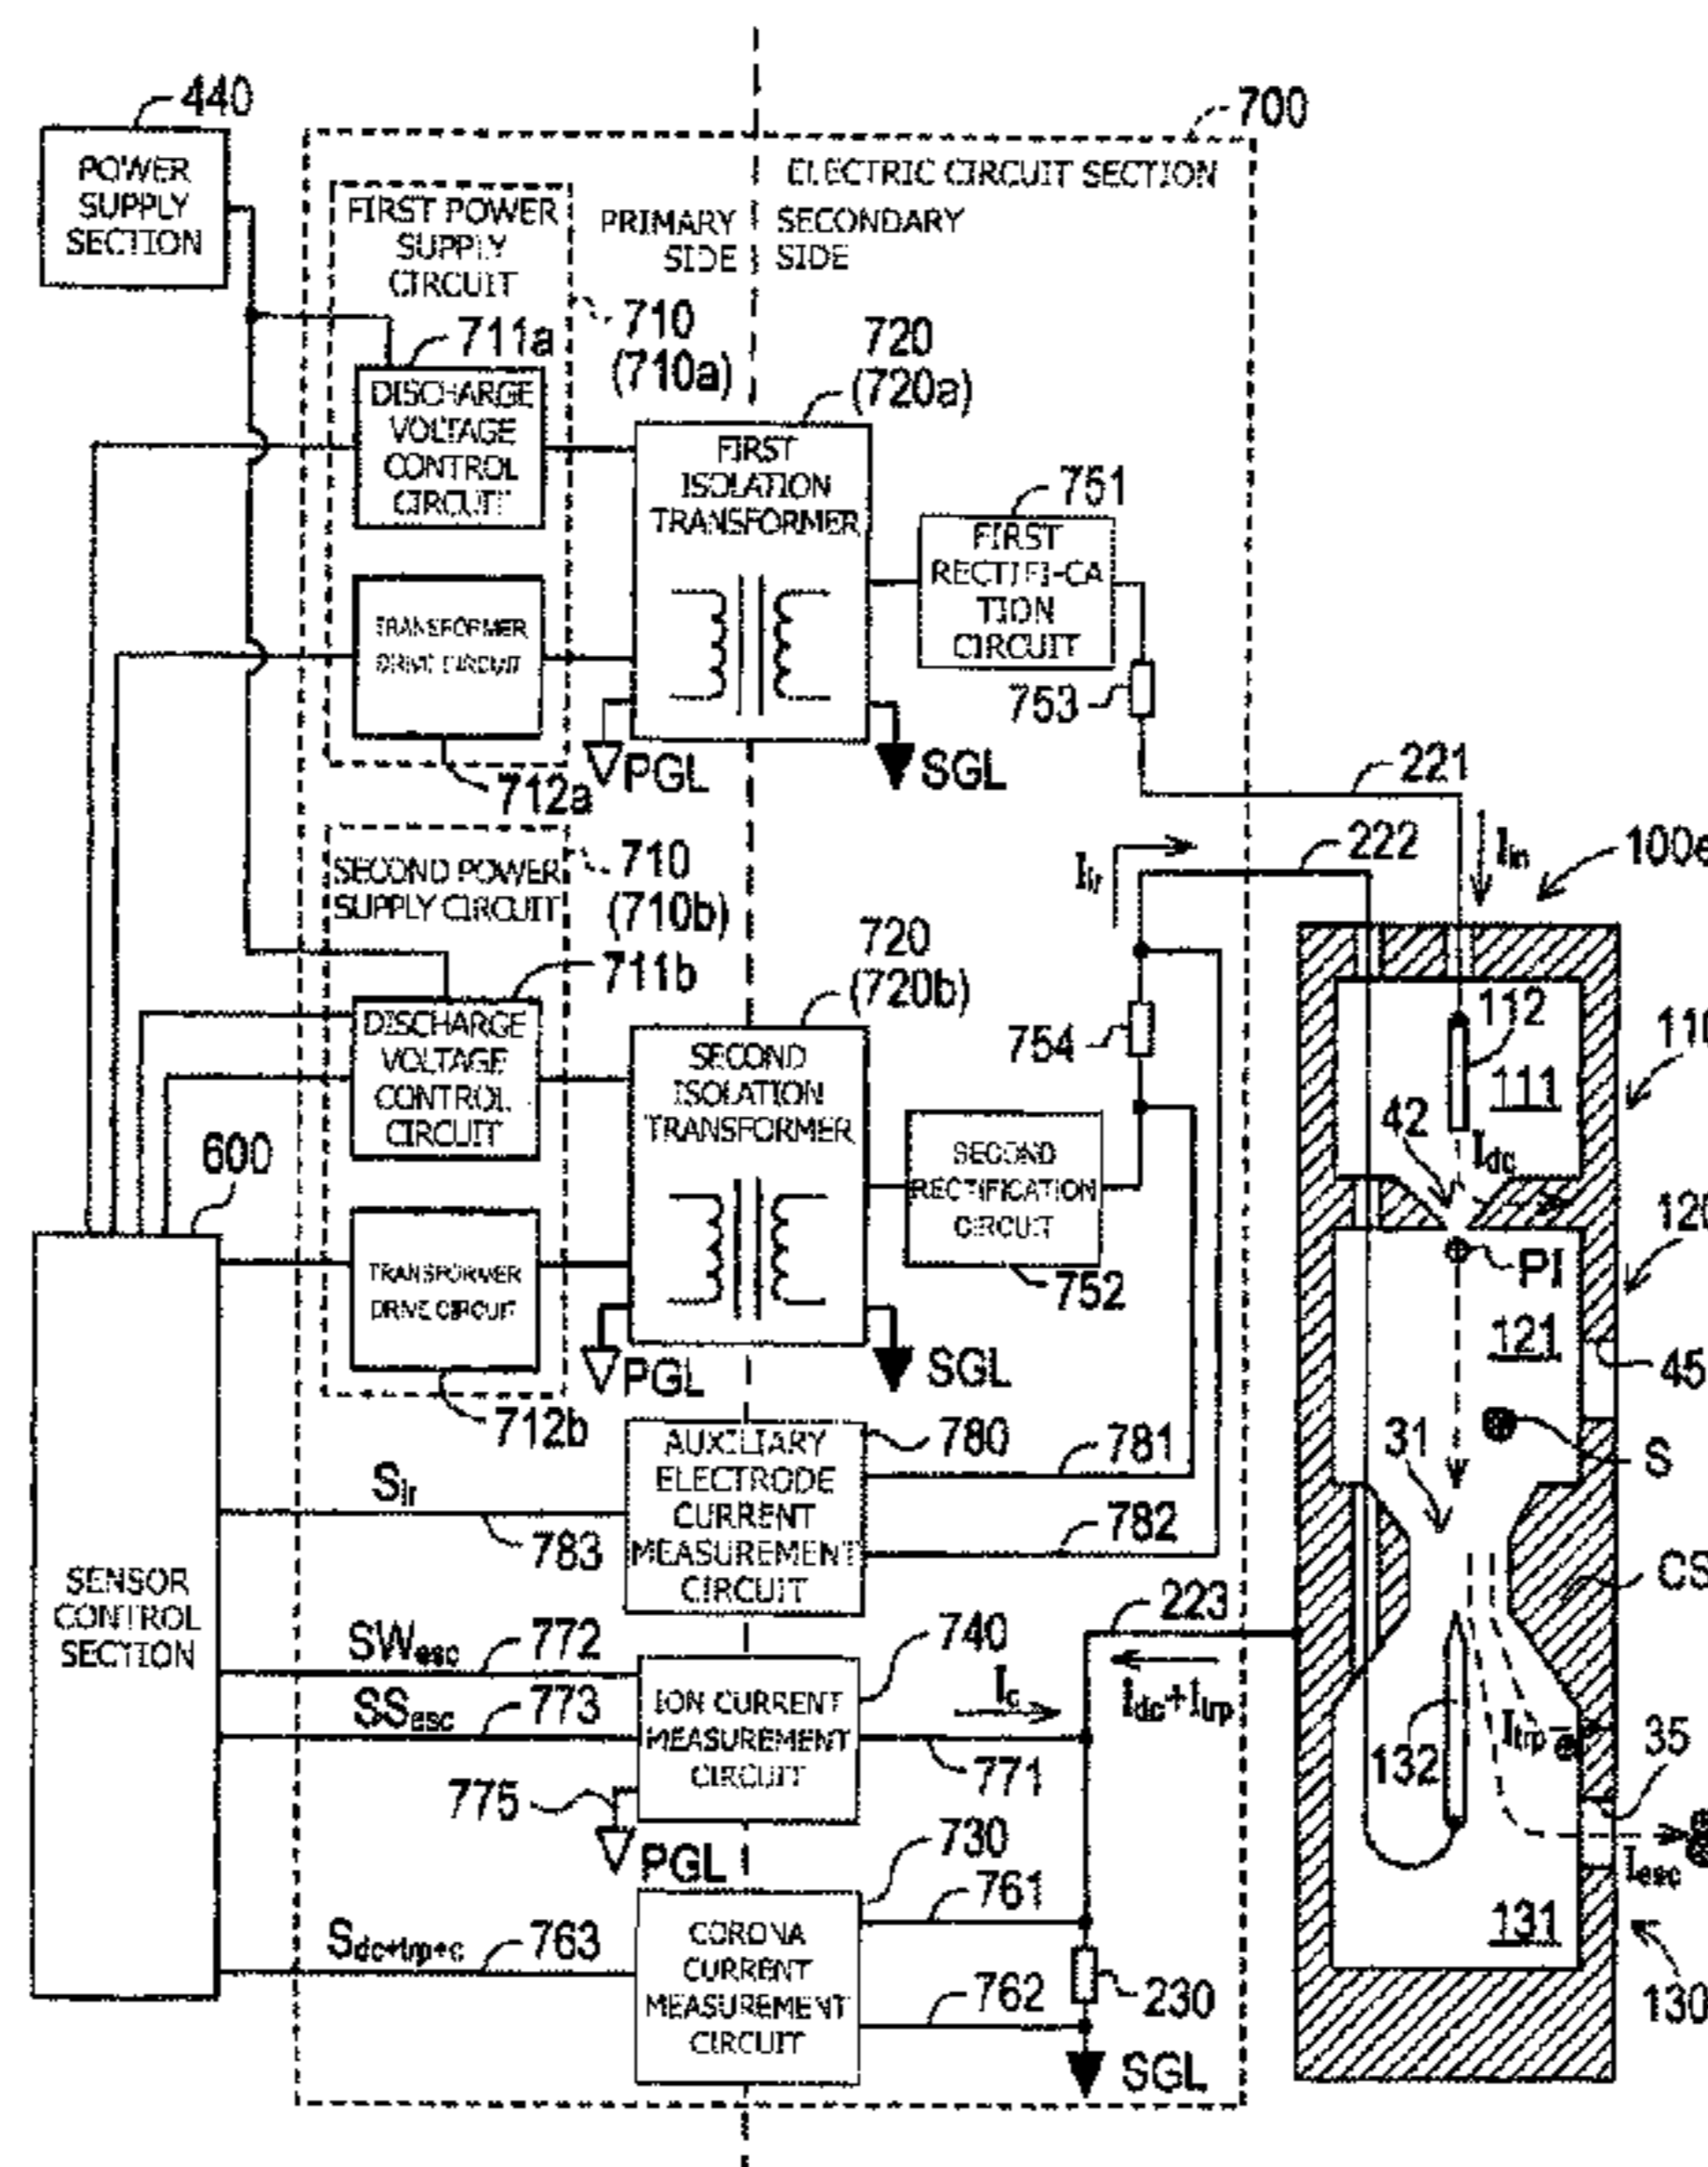 440
700
POWER
SUPPLY
SECTION
ELECTRIC CIRCUIT SECTION
FIRST POWER
SUPPLY
CIRCUIT
PRIMARY
SIDE
SECONDARY
SIDE
710
(710a)
711a
720
(720a)
DISCHARGE
VOLTAGE
CONTROL
CIRCUIT
FIRST
ISOLATION
TRANSFORMER
751
FIRST
RECTIFI-CA
TION
CIRCUIT
TRANSFORMER
DRIVE CIRCUIT
753
712a
PGL
SGL
221
222
Iin
100e
Iir
SECOND POWER
SUPPLY CIRCUIT
710
(710b)
711b
720
(720b)
DISCHARGE
VOLTAGE
CONTROL
CIRCUIT
SECOND
ISOLATION
TRANSFORMER
754
112
111
110
42
Idc
600
SECOND
RECTIFICATION
CIRCUIT
752
120
PI
121
45
TRANSFORMER
DRIVE CIRCUIT
712b
PGL
SGL
780
781
31
S
AUXILIARY
ELECTRODE
CURRENT
MEASUREMENT
CIRCUIT
Sir
783
782
CS
SENSOR
CONTROL
SECTION
223
SWesc
772
740
Ic
Idc+Itrp
SSesc
773
ION CURRENT
MEASUREMENT
CIRCUIT
771
132
Itrp
35
775
PGL
730
761
Iesc
131
Sdc+trp+c
763
CORONA
CURRENT
MEASUREMENT
CIRCUIT
762
230
130
SGL